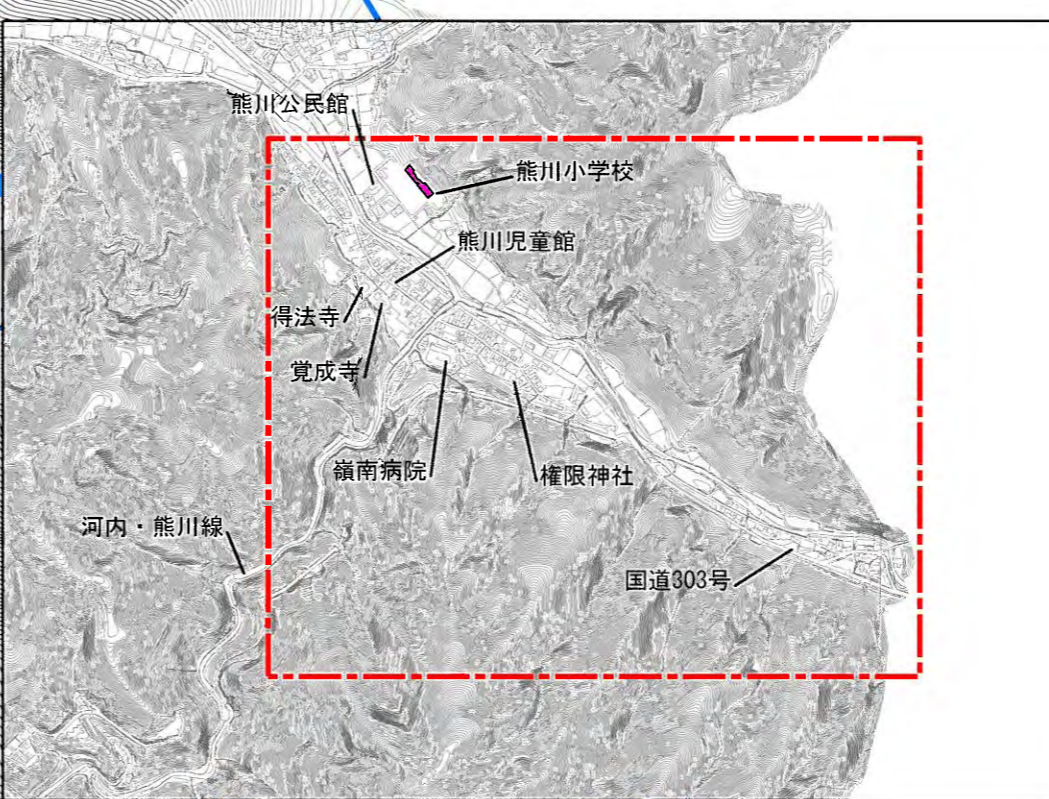 熊川公民館
熊川小学校
熊川児童館
得法寺
覚成寺
嶺南病院
権限神社
河内・熊川線
国道303号